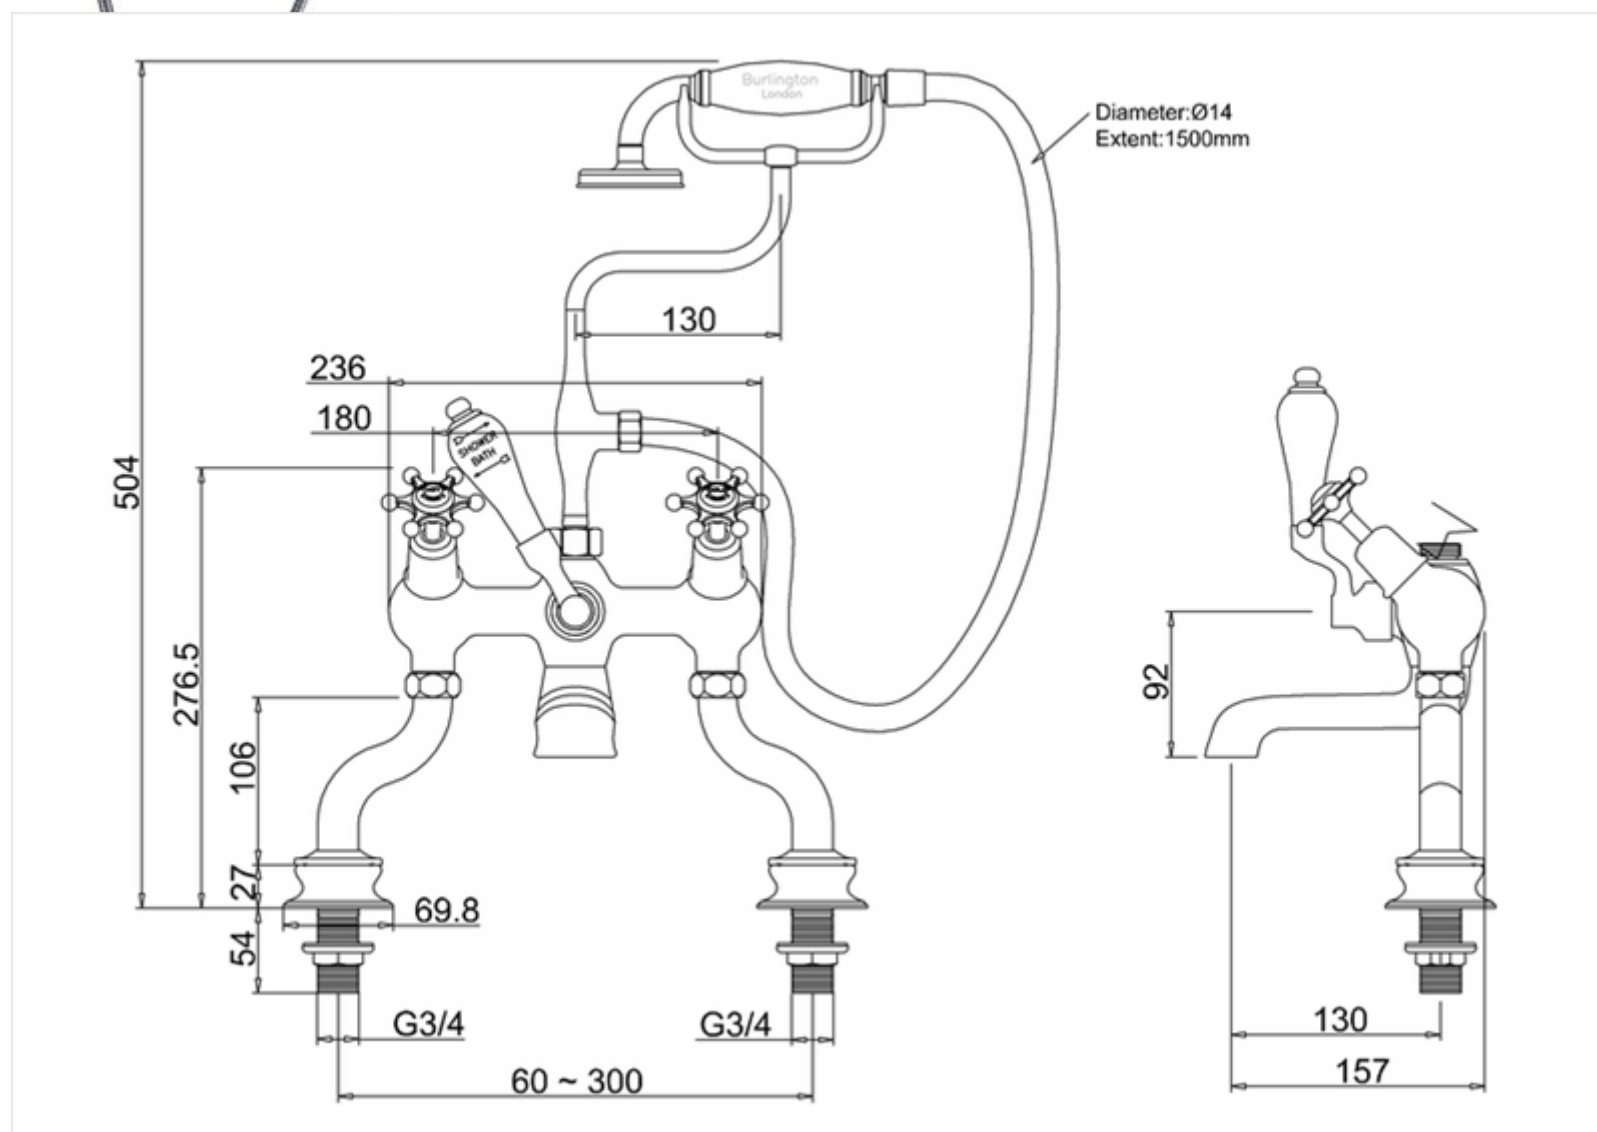 Burlington
London
Diameter:Ø14
Extent:1500mm
130
236
180
SHOWER
BATH
504
276.5
106
27
69.8
54
G3/4
G3/4
60 ~ 300
92
130
157